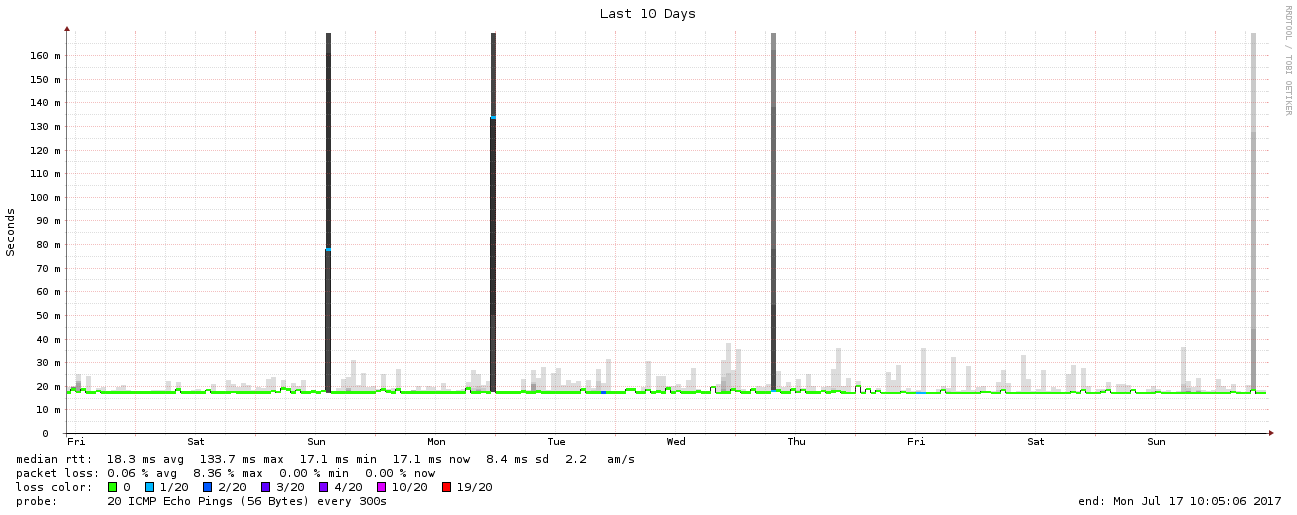 Last 10 Days
RRDTOOL / TOBI OETIKER
Seconds
160 m
150 m
140 m
130 m
120 m
110 m
100 m
90 m
80 m
70 m
60 m
50 m
40 m
30 m
20 m
10 m
0
Fri Sat Sun Mon Tue Wed Thu Fri Sat Sun
median rtt: 18.3 ms avg 133.7 ms max 17.1 ms min 17.1 ms now 8.4 ms sd 2.2 am/s
packet loss: 0.06 % avg 8.36 % max 0.00 % min 0.00 % now
loss color: 0 1/20 2/20 3/20 4/20 10/20 19/20
probe: 20 ICMP Echo Pings (56 Bytes) every 300s end: Mon Jul 17 10:05:06 2017